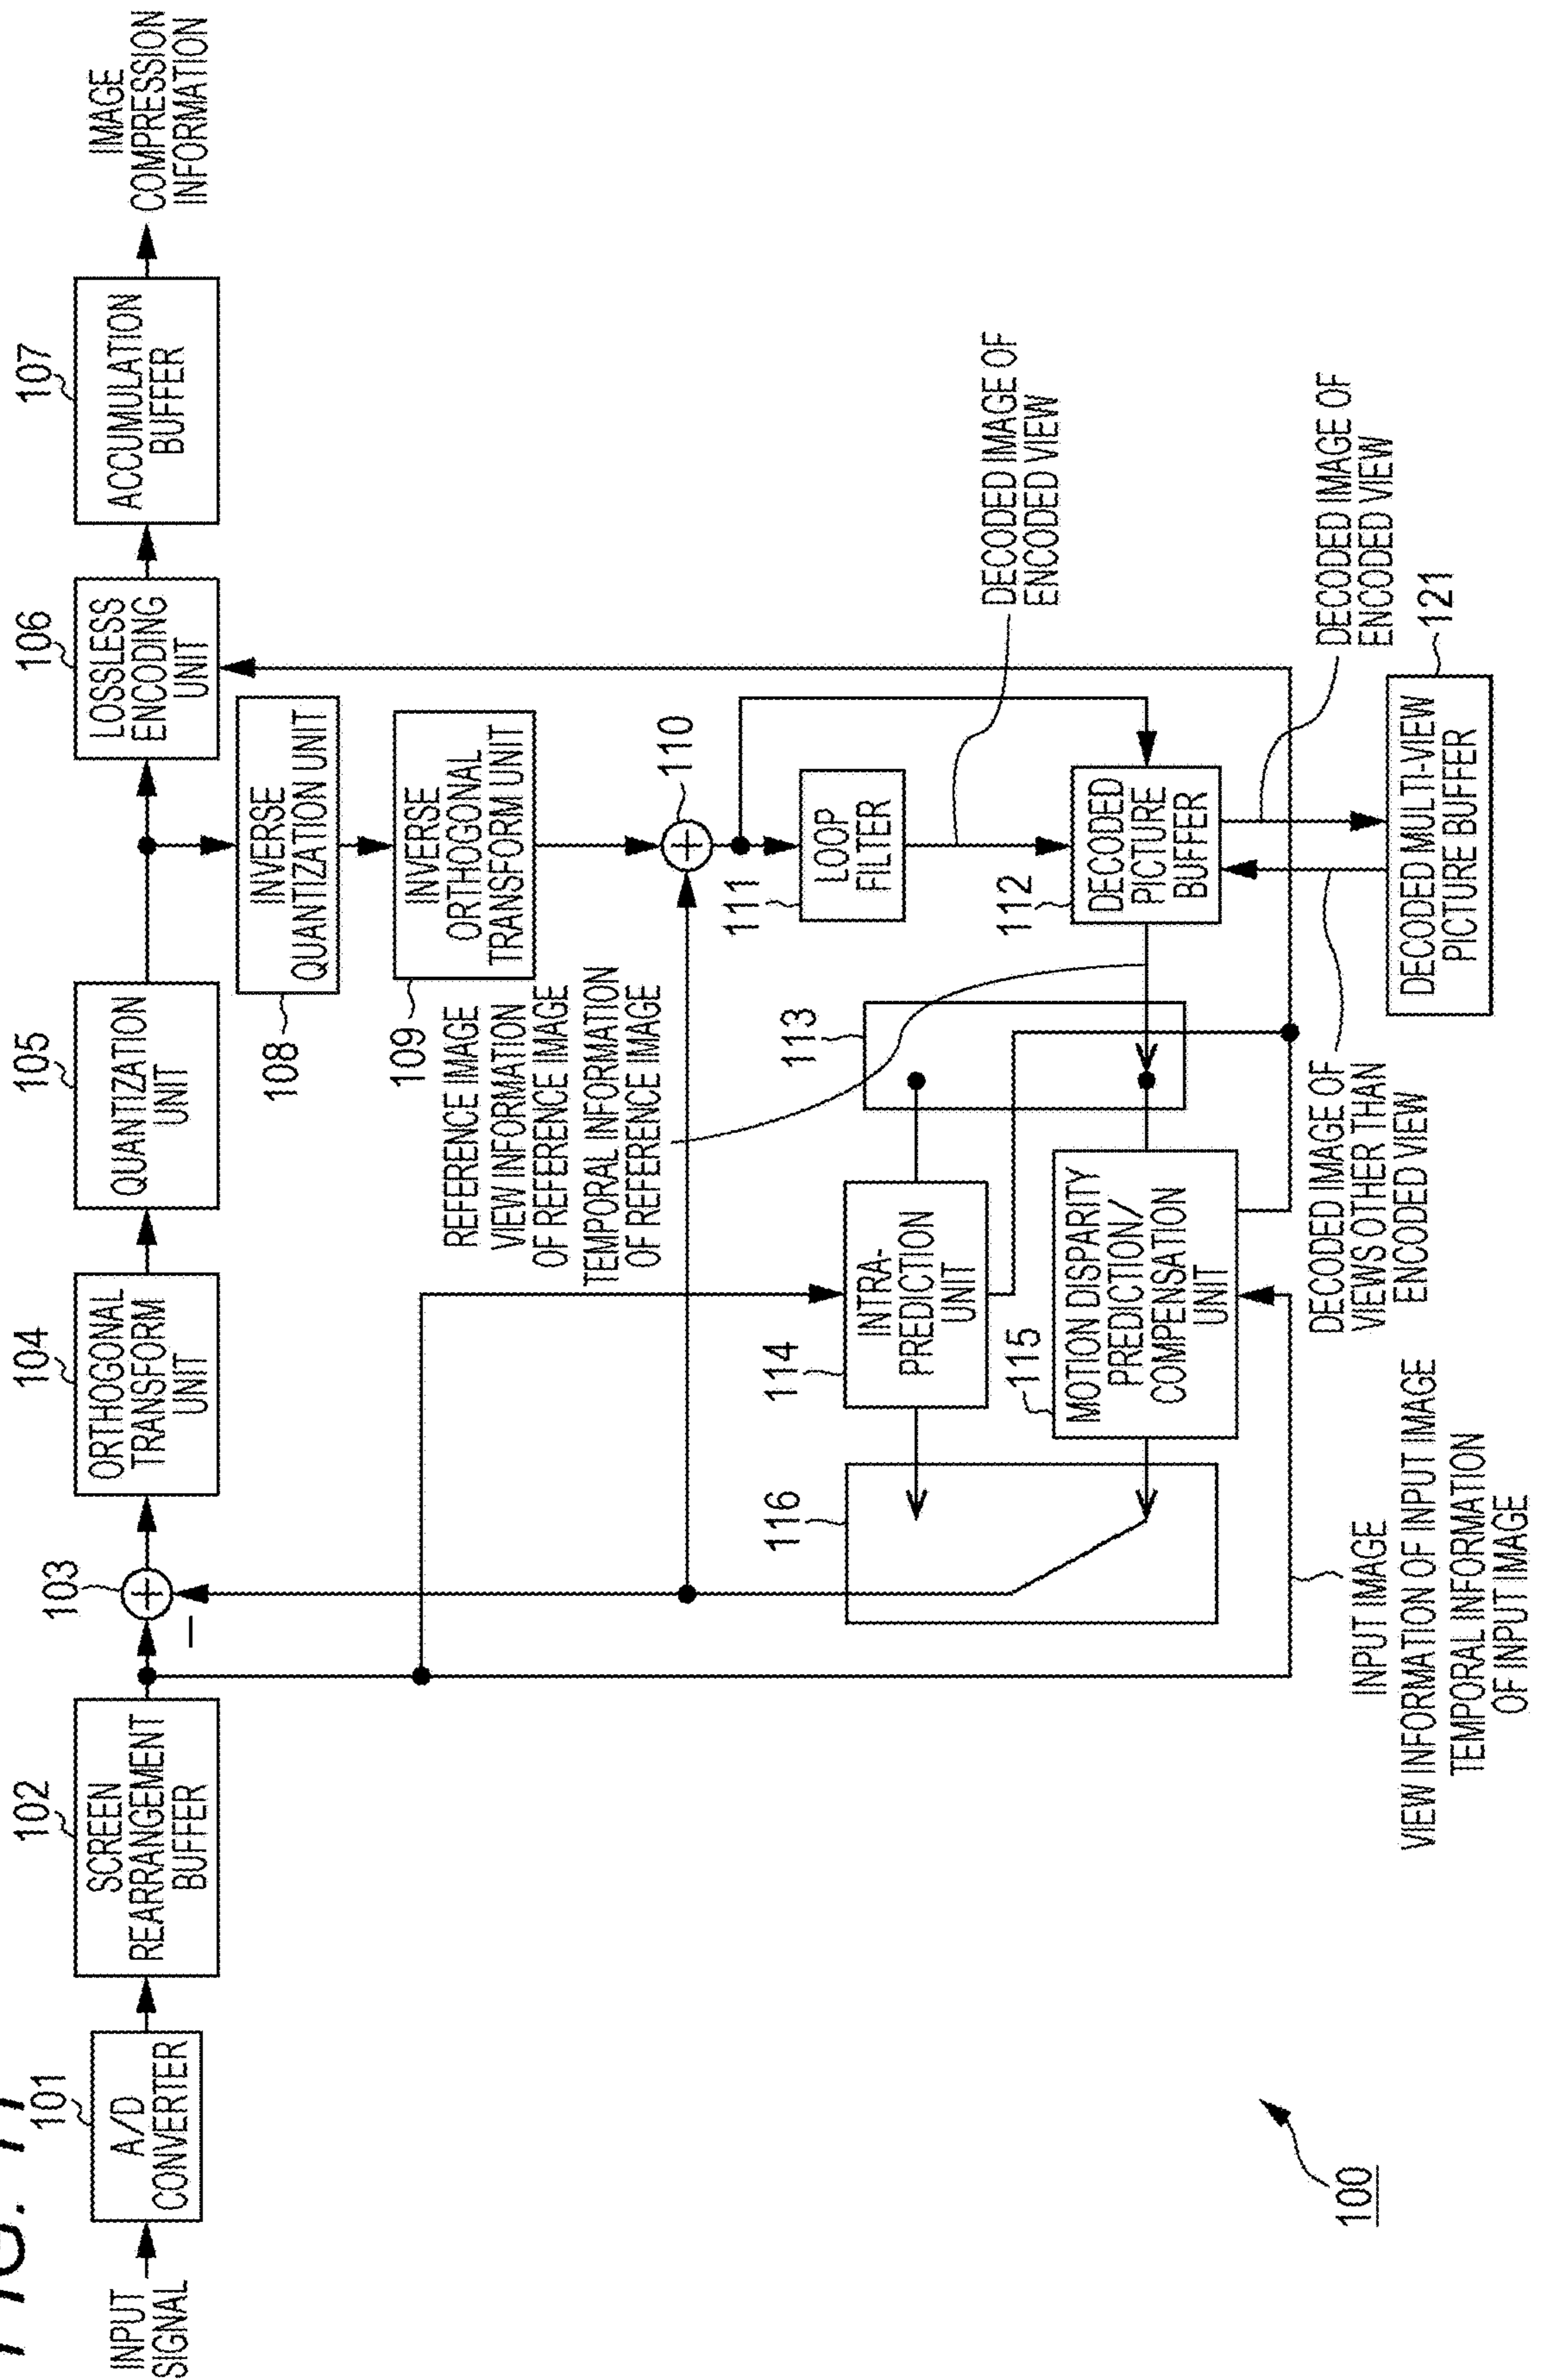 101
102
103
104
105
106
107
INPUT
SIGNAL
A/D
CONVERTER
SCREEN
REARRANGEMENT
BUFFER
+
−
ORTHOGONAL
TRANSFORM
UNIT
QUANTIZATION
UNIT
LOSSLESS
ENCODING
UNIT
ACCUMULATION
BUFFER
IMAGE
COMPRESSION
INFORMATION
INVERSE
QUANTIZATION UNIT
108
INVERSE
ORTHOGONAL
TRANSFORM UNIT
109
REFERENCE IMAGE
VIEW INFORMATION
OF REFERENCE IMAGE
TEMPORAL INFORMATION
OF REFERENCE IMAGE
+
110
111
LOOP
FILTER
DECODED IMAGE OF
ENCODED VIEW
112
DECODED
PICTURE
BUFFER
113
114
INTRA-
PREDICTION
UNIT
115
MOTION DISPARITY
PREDICTION/
COMPENSATION
UNIT
116
INPUT IMAGE
VIEW INFORMATION OF INPUT IMAGE
TEMPORAL INFORMATION
OF INPUT IMAGE
DECODED IMAGE OF
VIEWS OTHER THAN
ENCODED VIEW
DECODED IMAGE OF
ENCODED VIEW
121
DECODED MULTI-VIEW
PICTURE BUFFER
100